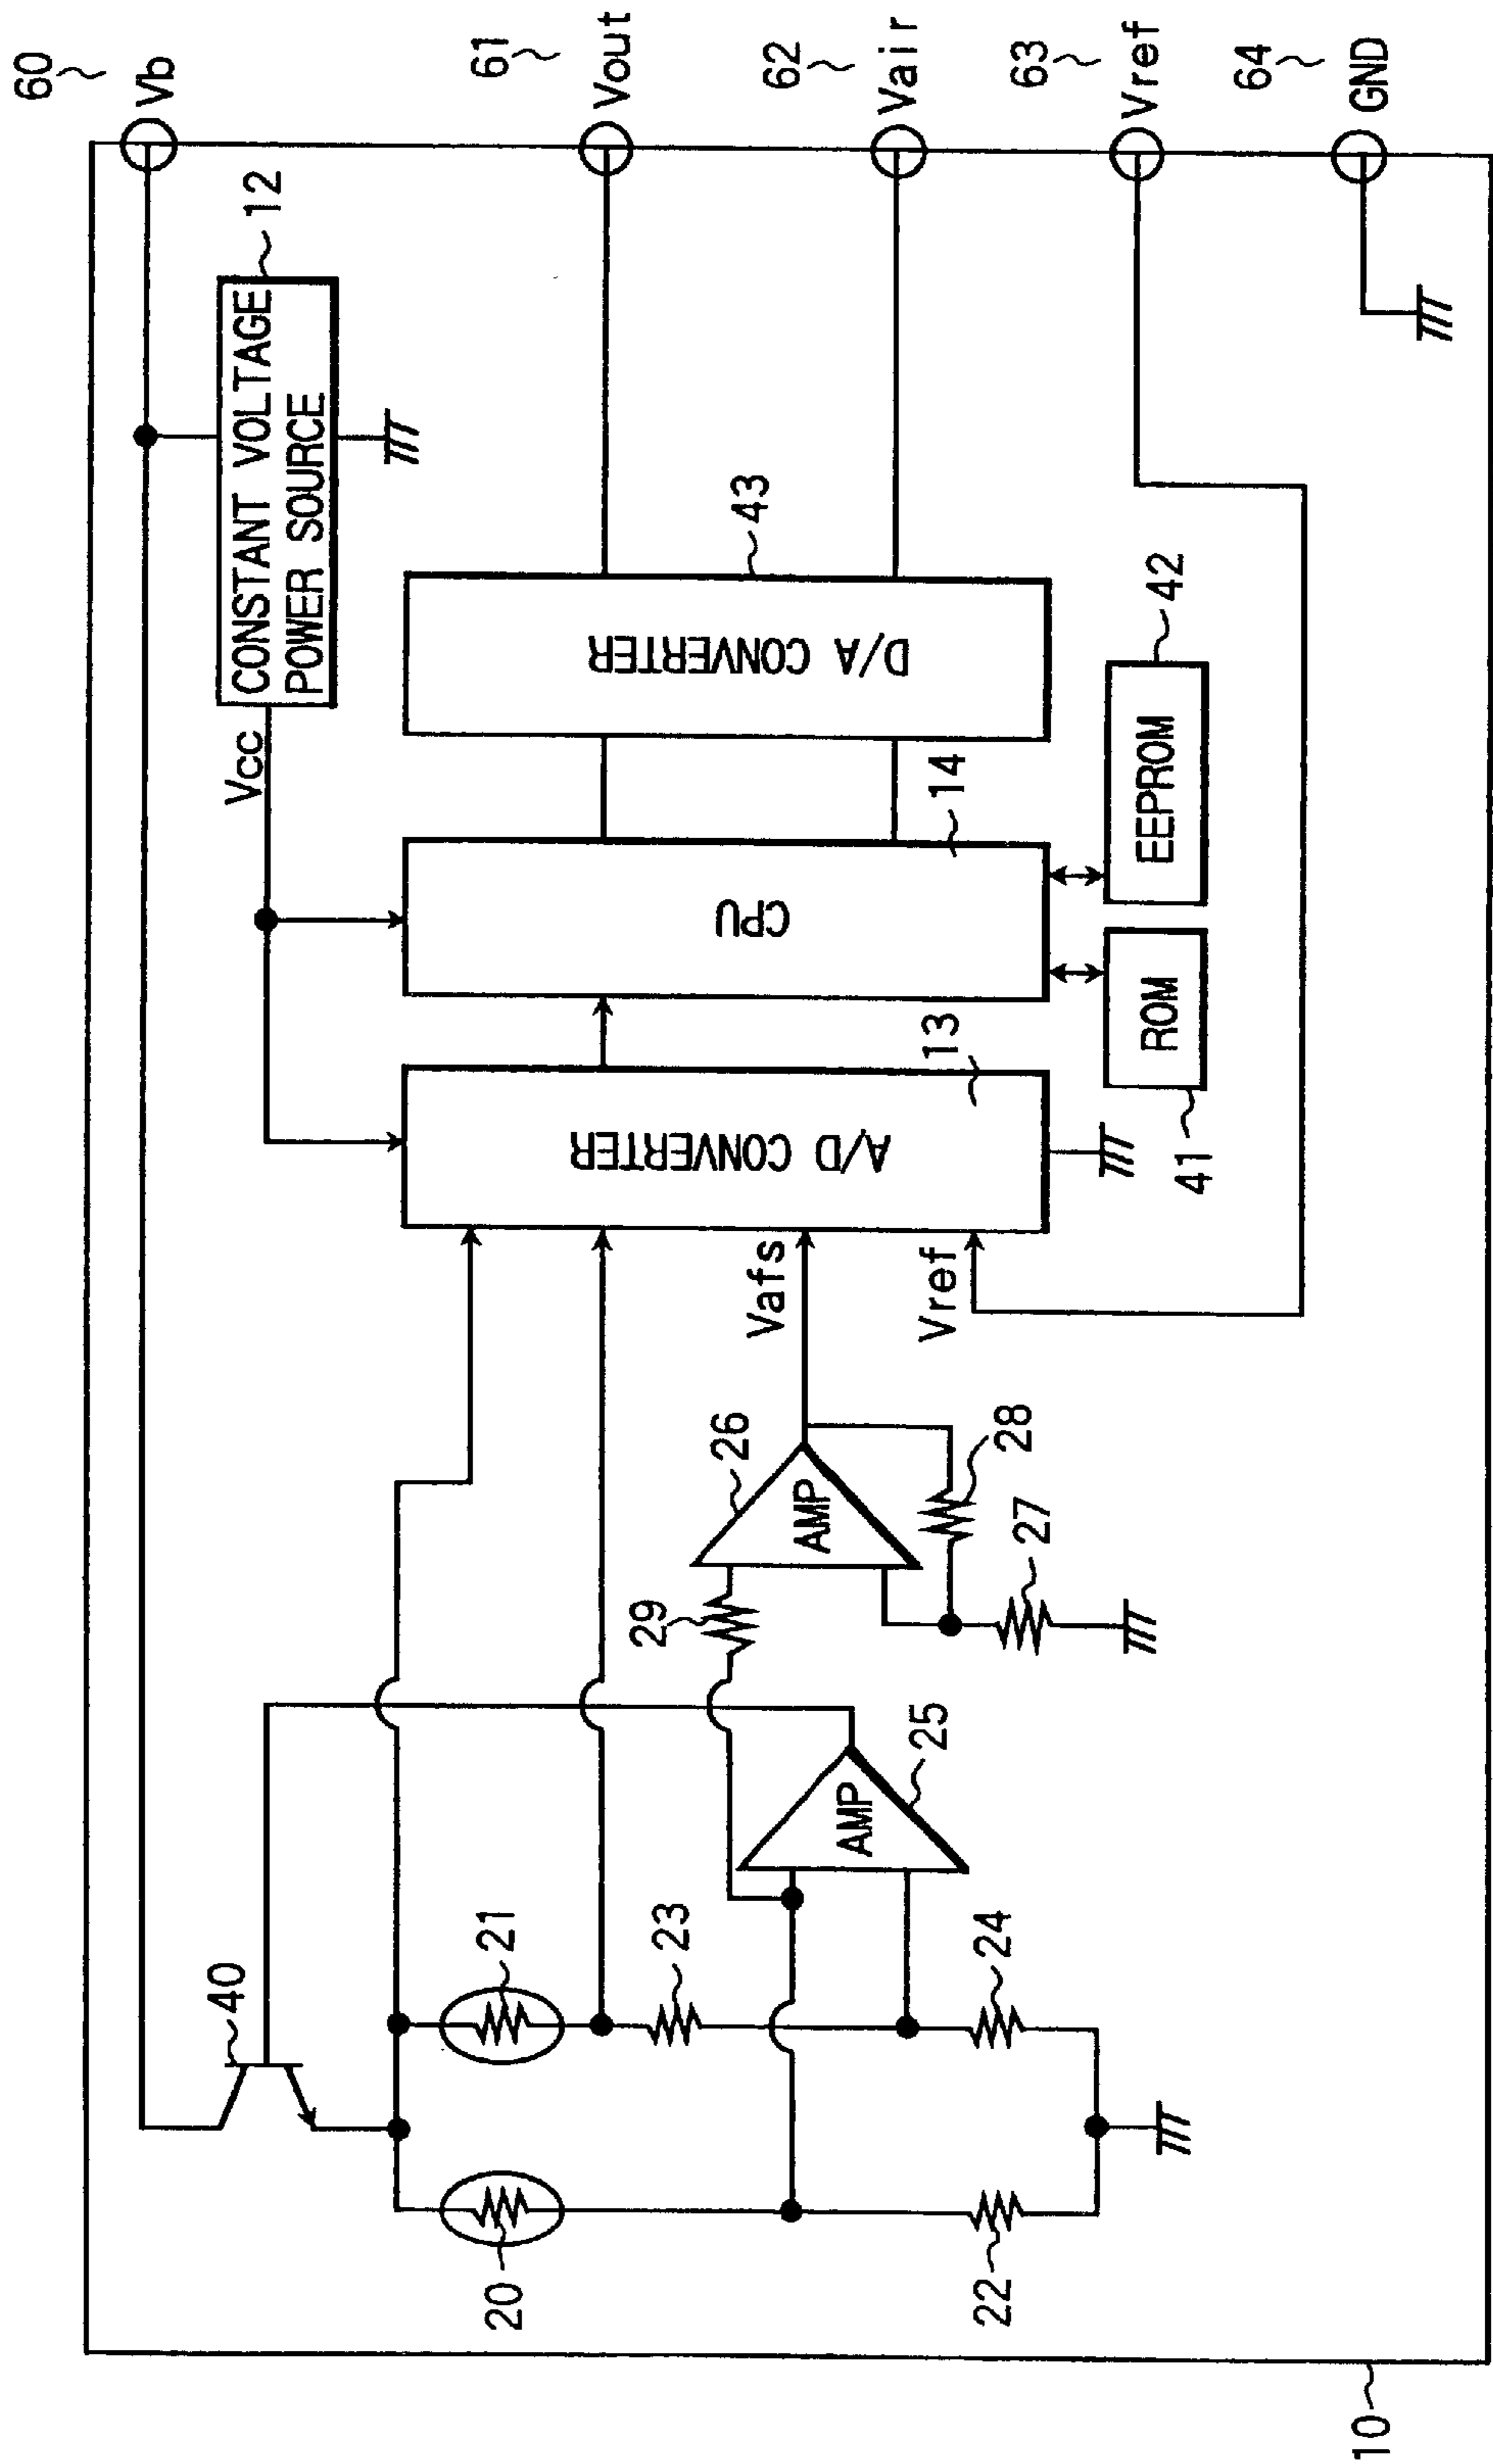 60
Vb
61
Vout
62
Vair
63
Vref
64
GND
12
CONSTANT VOLTAGE
POWER SOURCE
Vcc
43
D/A CONVERTER
14
CPU
42
EEPROM
41
ROM
13
A/D CONVERTER
Vafs
Vref
26
AMP
28
27
29
25
AMP
40
21
23
24
20
22
10